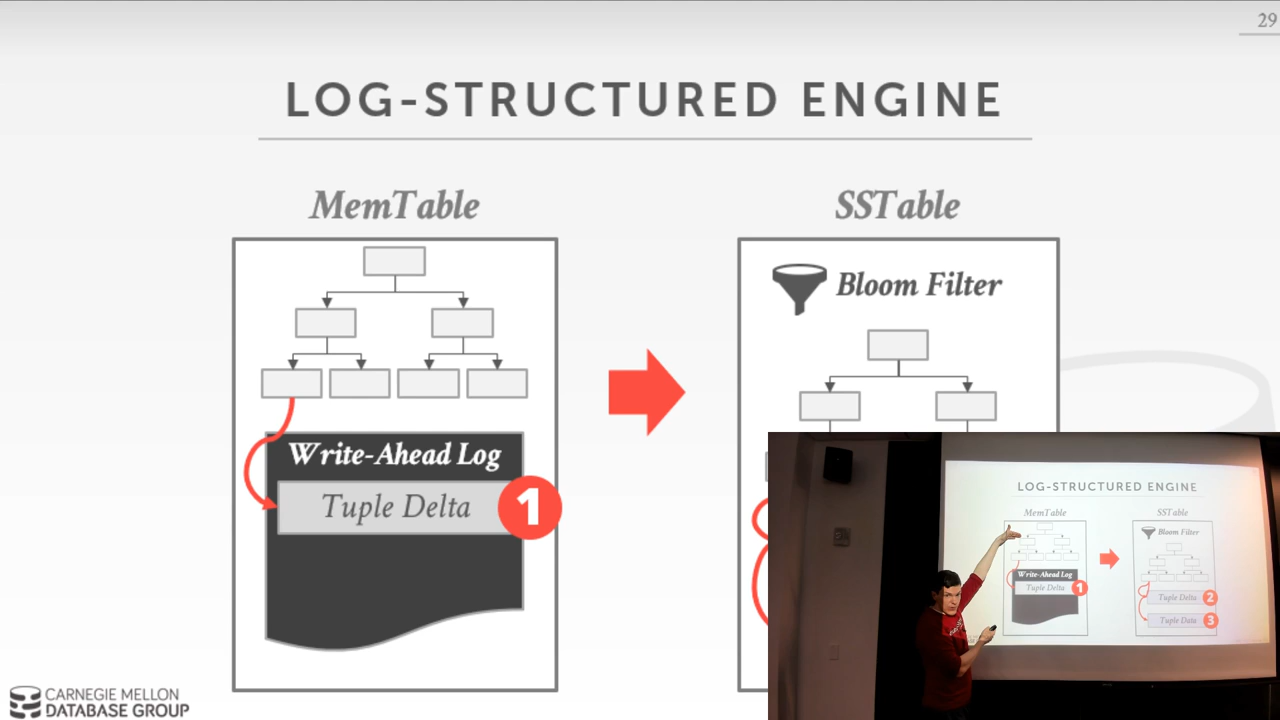 29
LOG-STRUCTURED ENGINE
MemTable
SSTable
Bloom Filter
Write-Ahead Log
Tuple Delta
1
CARNEGIE MELLON
DATABASE GROUP
LOG-STRUCTURED ENGINE
MemTable
SSTable
Bloom Filter
Write-Ahead Log
Tuple Delta
1
Tuple Delta
2
Tuple Data
3